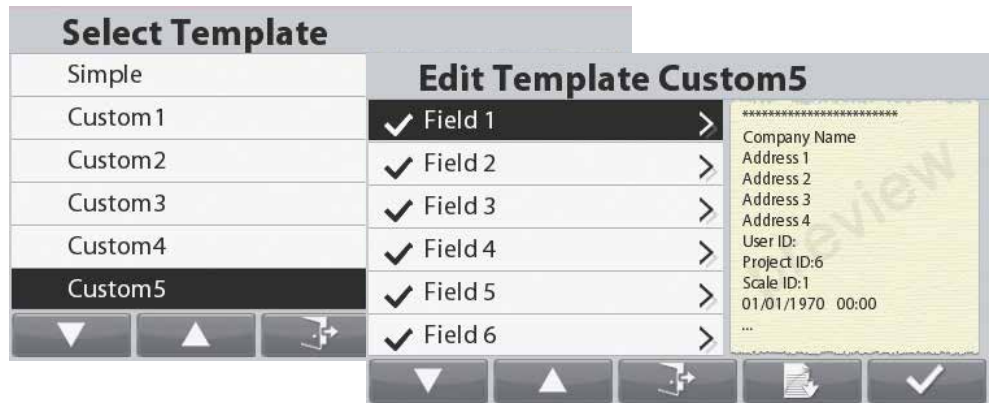 Select Template
Simple
Custom1
Custom2
Custom3
Custom4
Custom5
Edit Template Custom5
Field 1
Field 2
Field 3
Field 4
Field 5
Field 6
************************
Company Name
Address 1
Address 2
Address 3
Address 4
User ID:
Project ID:6
Scale ID:1
01/01/1970 00:00
...